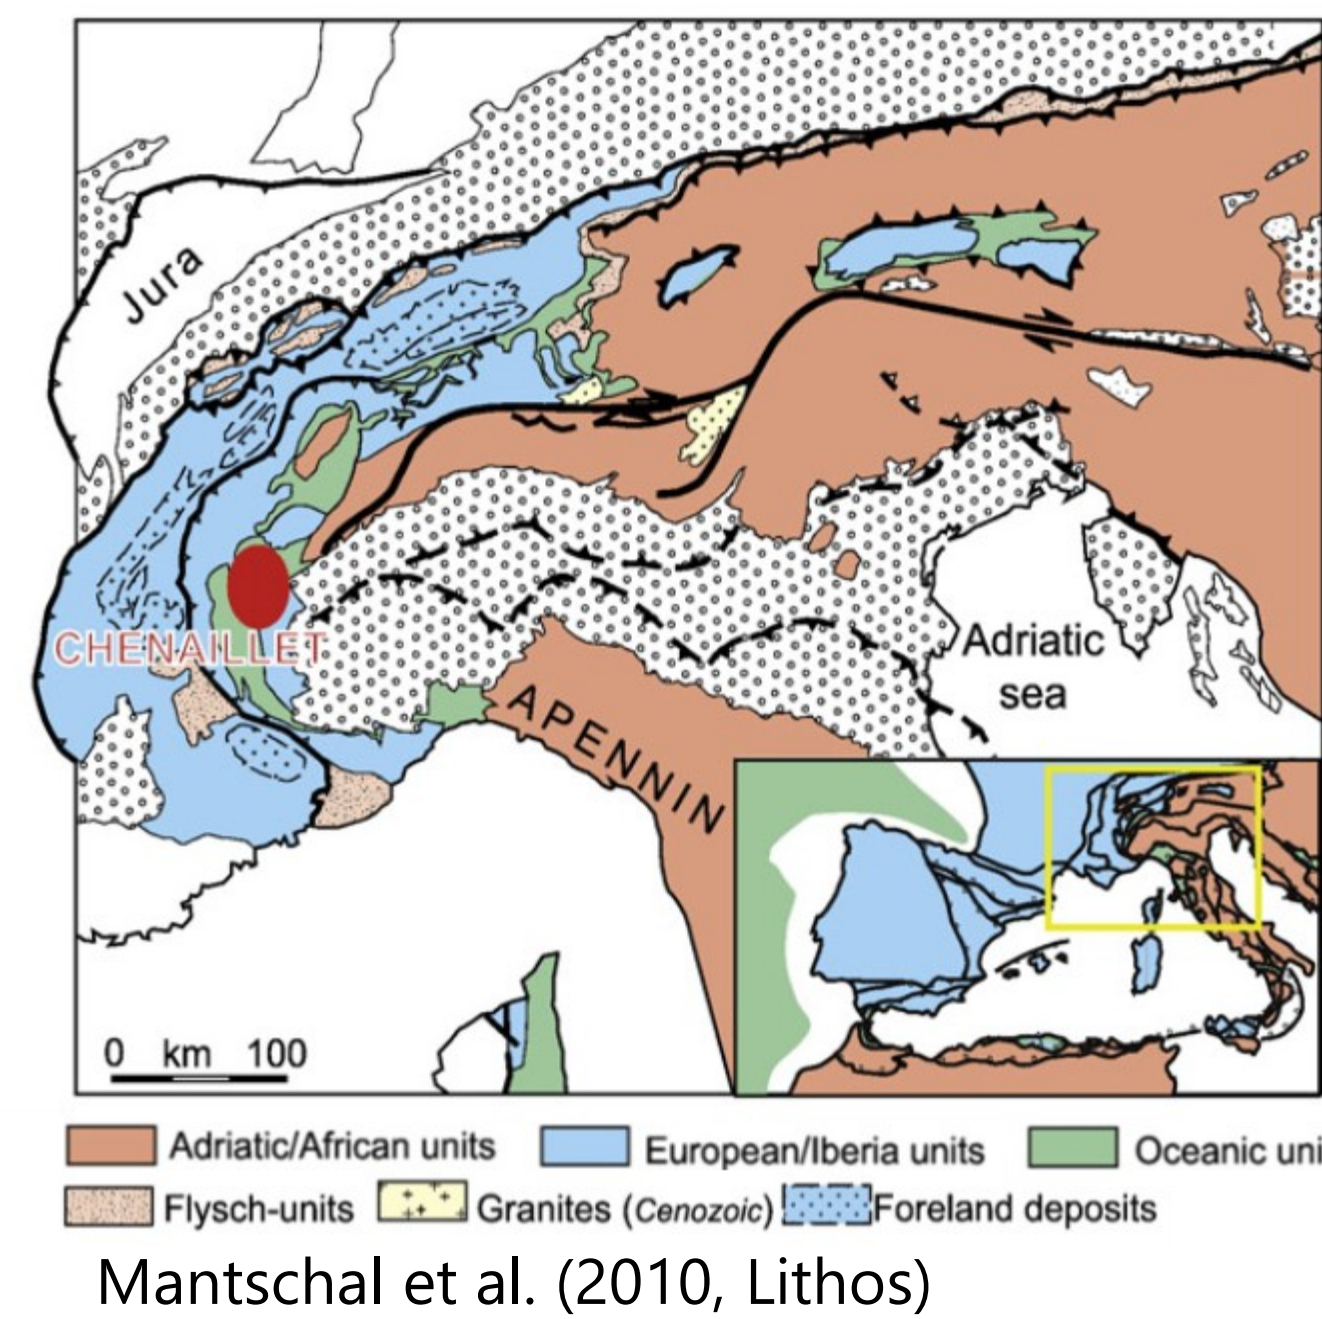 Jura
CHENAILLET
Adriatic
sea
APENNIN
0 km 100
Adriatic/African units European/Iberia units Oceanic uni
Flysch-units Granites (Cenozoic) Foreland deposits
Mantschal et al. (2010, Lithos)